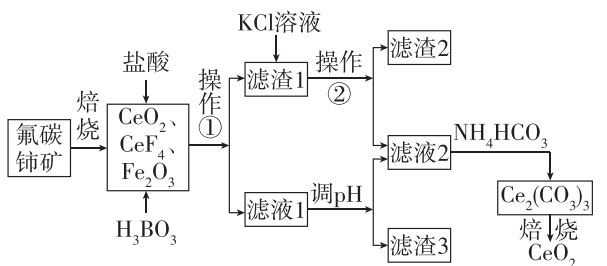 KCl溶液
盐酸
操作
①
滤渣1
操作
②
滤渣2
焙烧
氟碳
铈矿
CeO₂、
CeF₄、
Fe₂O₃
H₃BO₃
滤液1
调pH
滤液2
NH₄HCO₃
Ce₂(CO₃)₃
焙烧
CeO₂
滤渣3